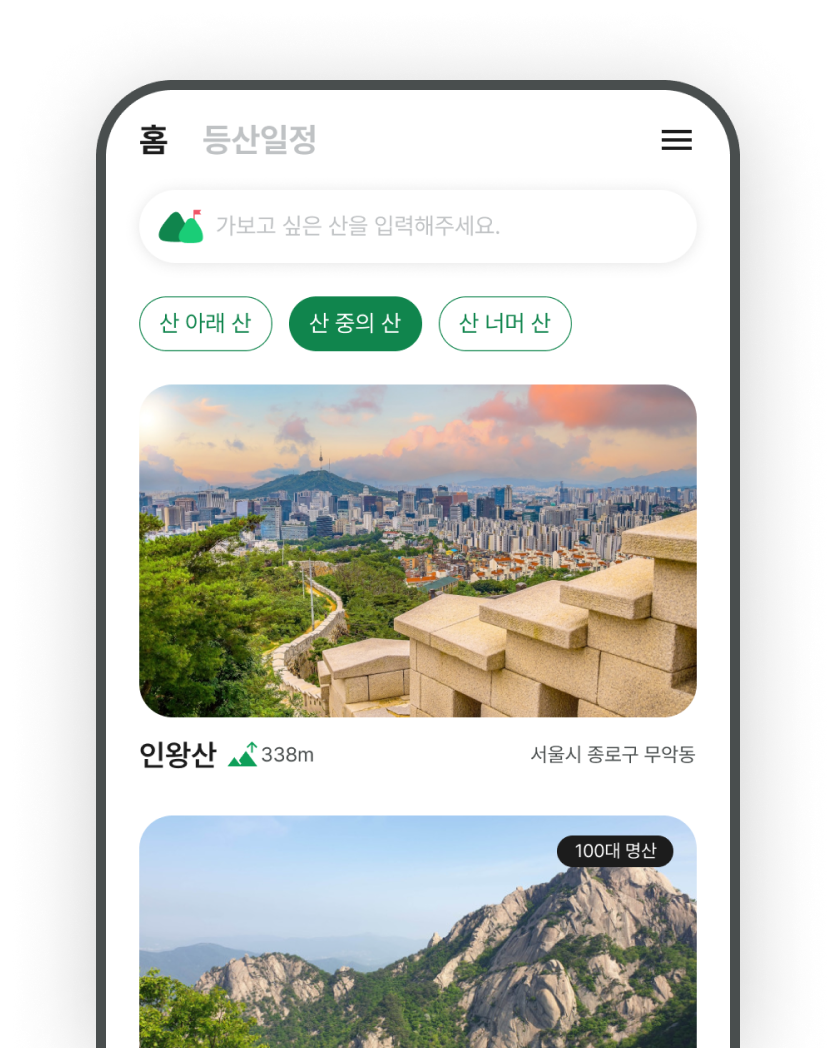 홈 등산일정
가보고 싶은 산을 입력해주세요.
산 아래 산 산 중의 산 산 너머 산
인왕산 338m 서울시 종로구 무악동
100대 명산